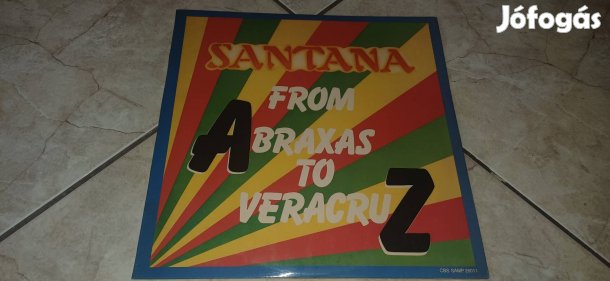 Jófogás
SANTANA
FROM
ABRAXAS
TO
VERACRUZ